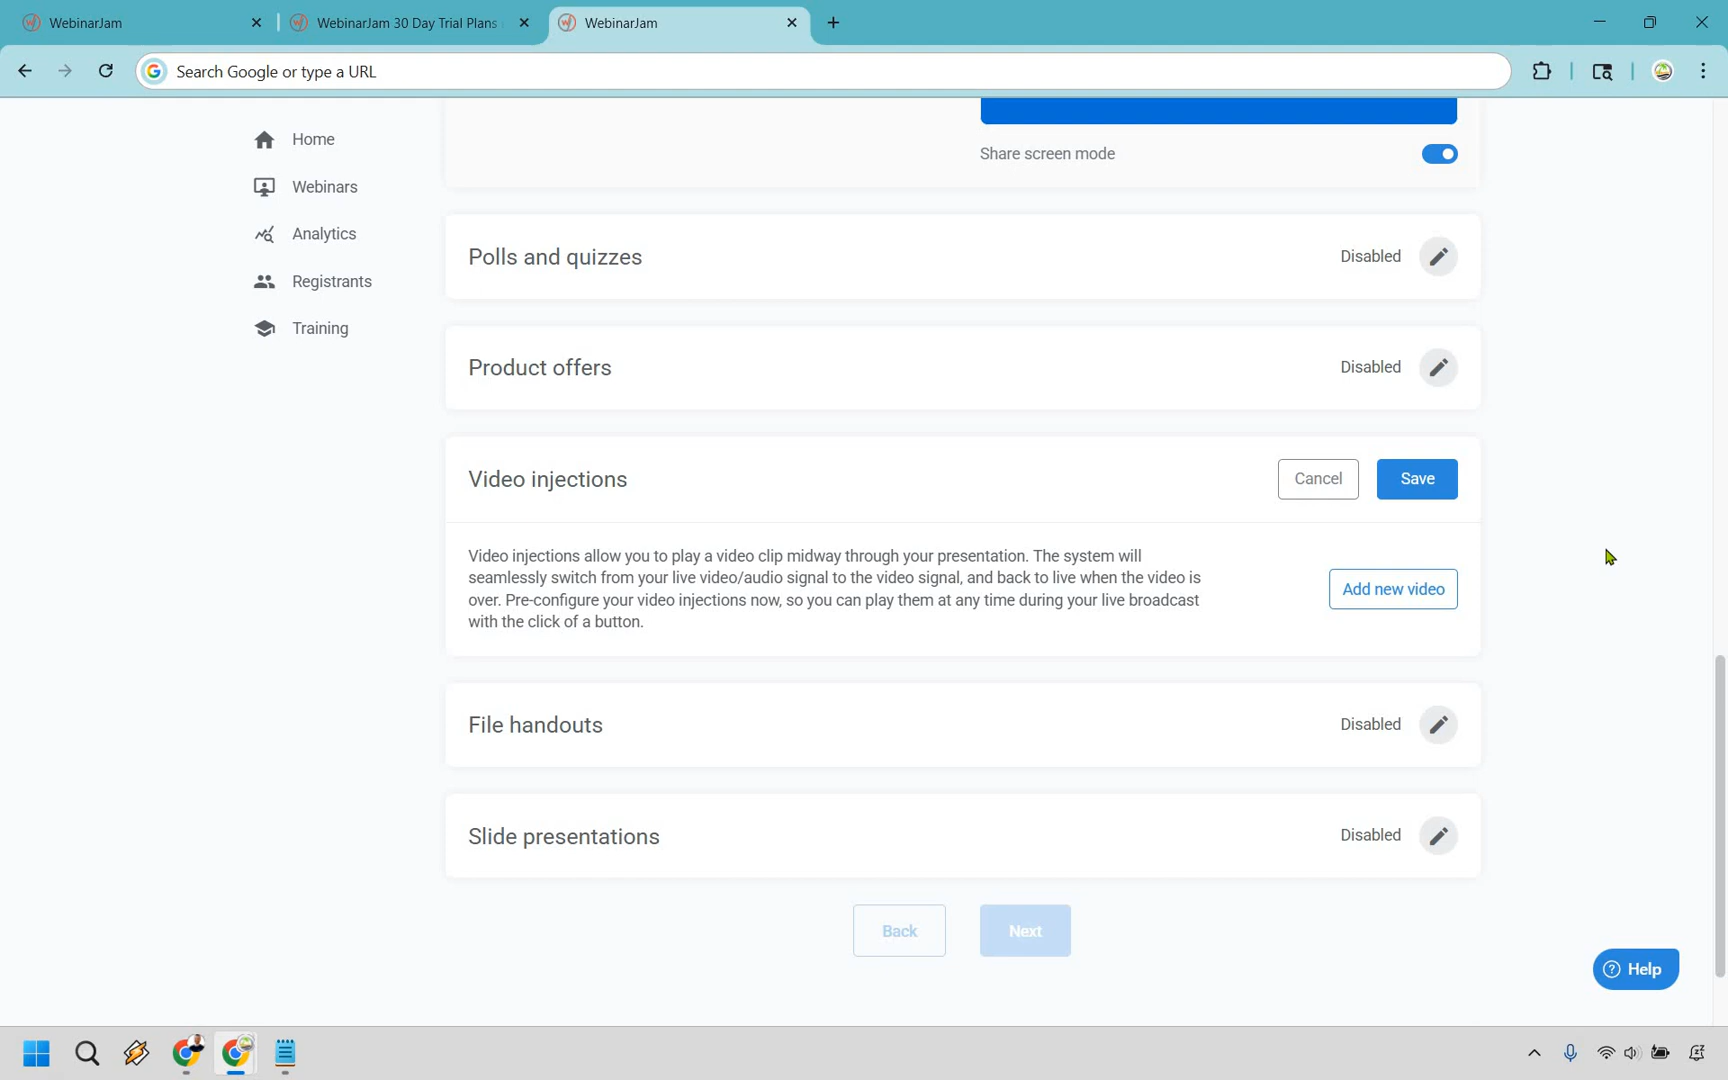 WebinarJam
WebinarJam 30 Day Trial Plans
WebinarJam
Search Google or type a URL
Home
Webinars
Analytics
Registrants
Training
Share screen mode
Polls and quizzes
Disabled
Product offers
Disabled
Video injections
Cancel
Save
Video injections allow you to play a video clip midway through your presentation. The system will
seamlessly switch from your live video/audio signal to the video signal, and back to live when the video is
over. Pre-configure your video injections now, so you can play them at any time during your live broadcast
with the click of a button.
Add new video
File handouts
Disabled
Slide presentations
Disabled
Back
Next
Help